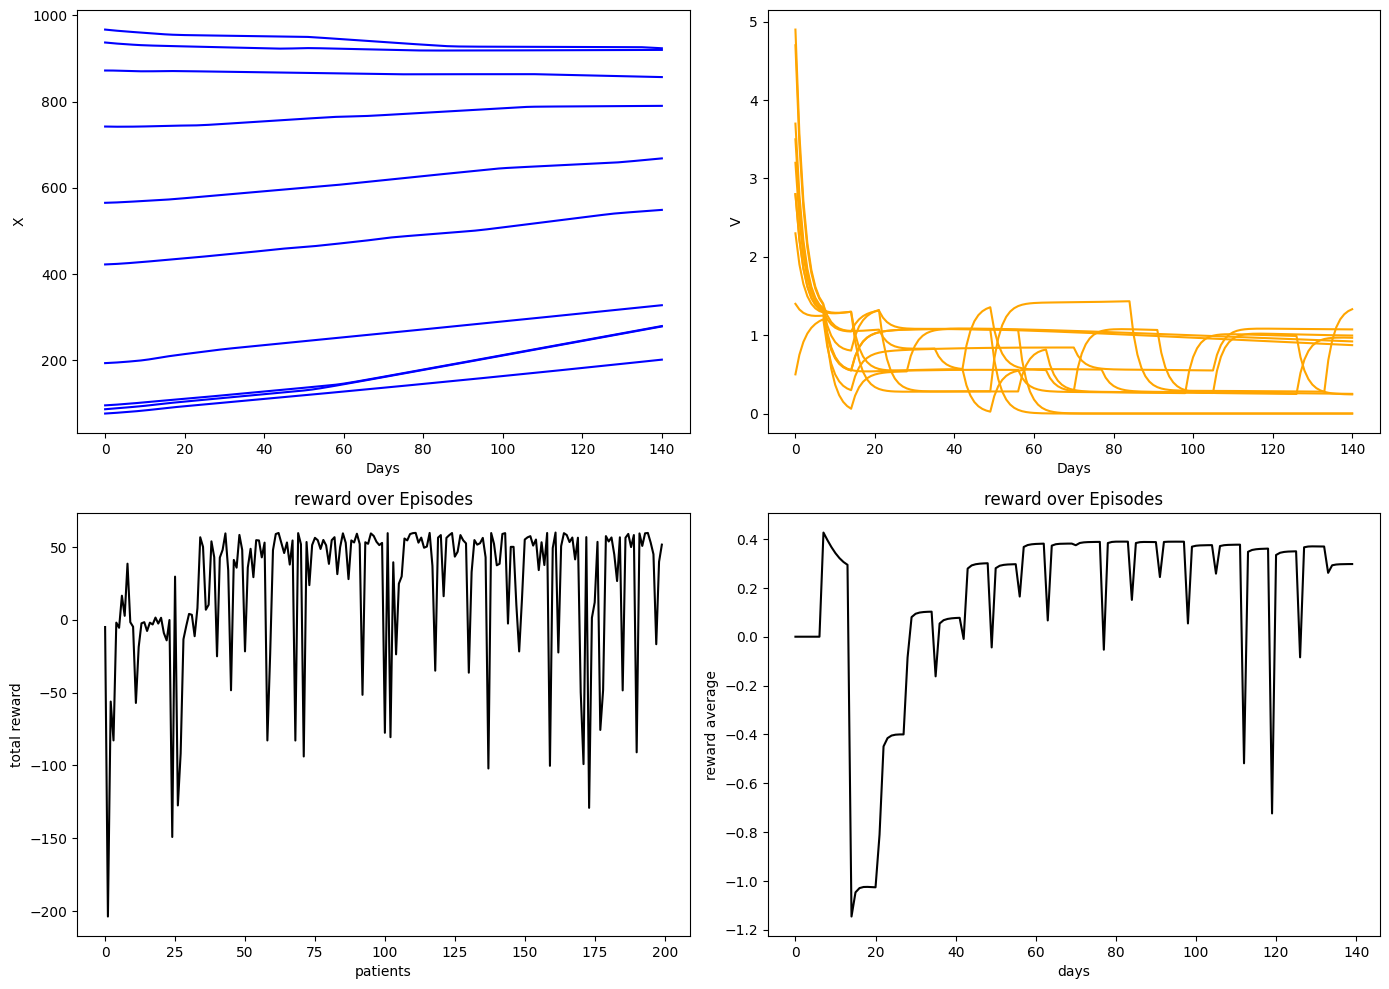 1000
800
600
400
200
X
0 20 40 60 80 100 120 140
Days
5
4
3
2
1
0
V
0 20 40 60 80 100 120 140
Days
reward over Episodes
50
0
−50
−100
−150
−200
total reward
0 25 50 75 100 125 150 175 200
patients
reward over Episodes
0.4
0.2
0.0
−0.2
−0.4
−0.6
−0.8
−1.0
−1.2
reward average
0 20 40 60 80 100 120 140
days